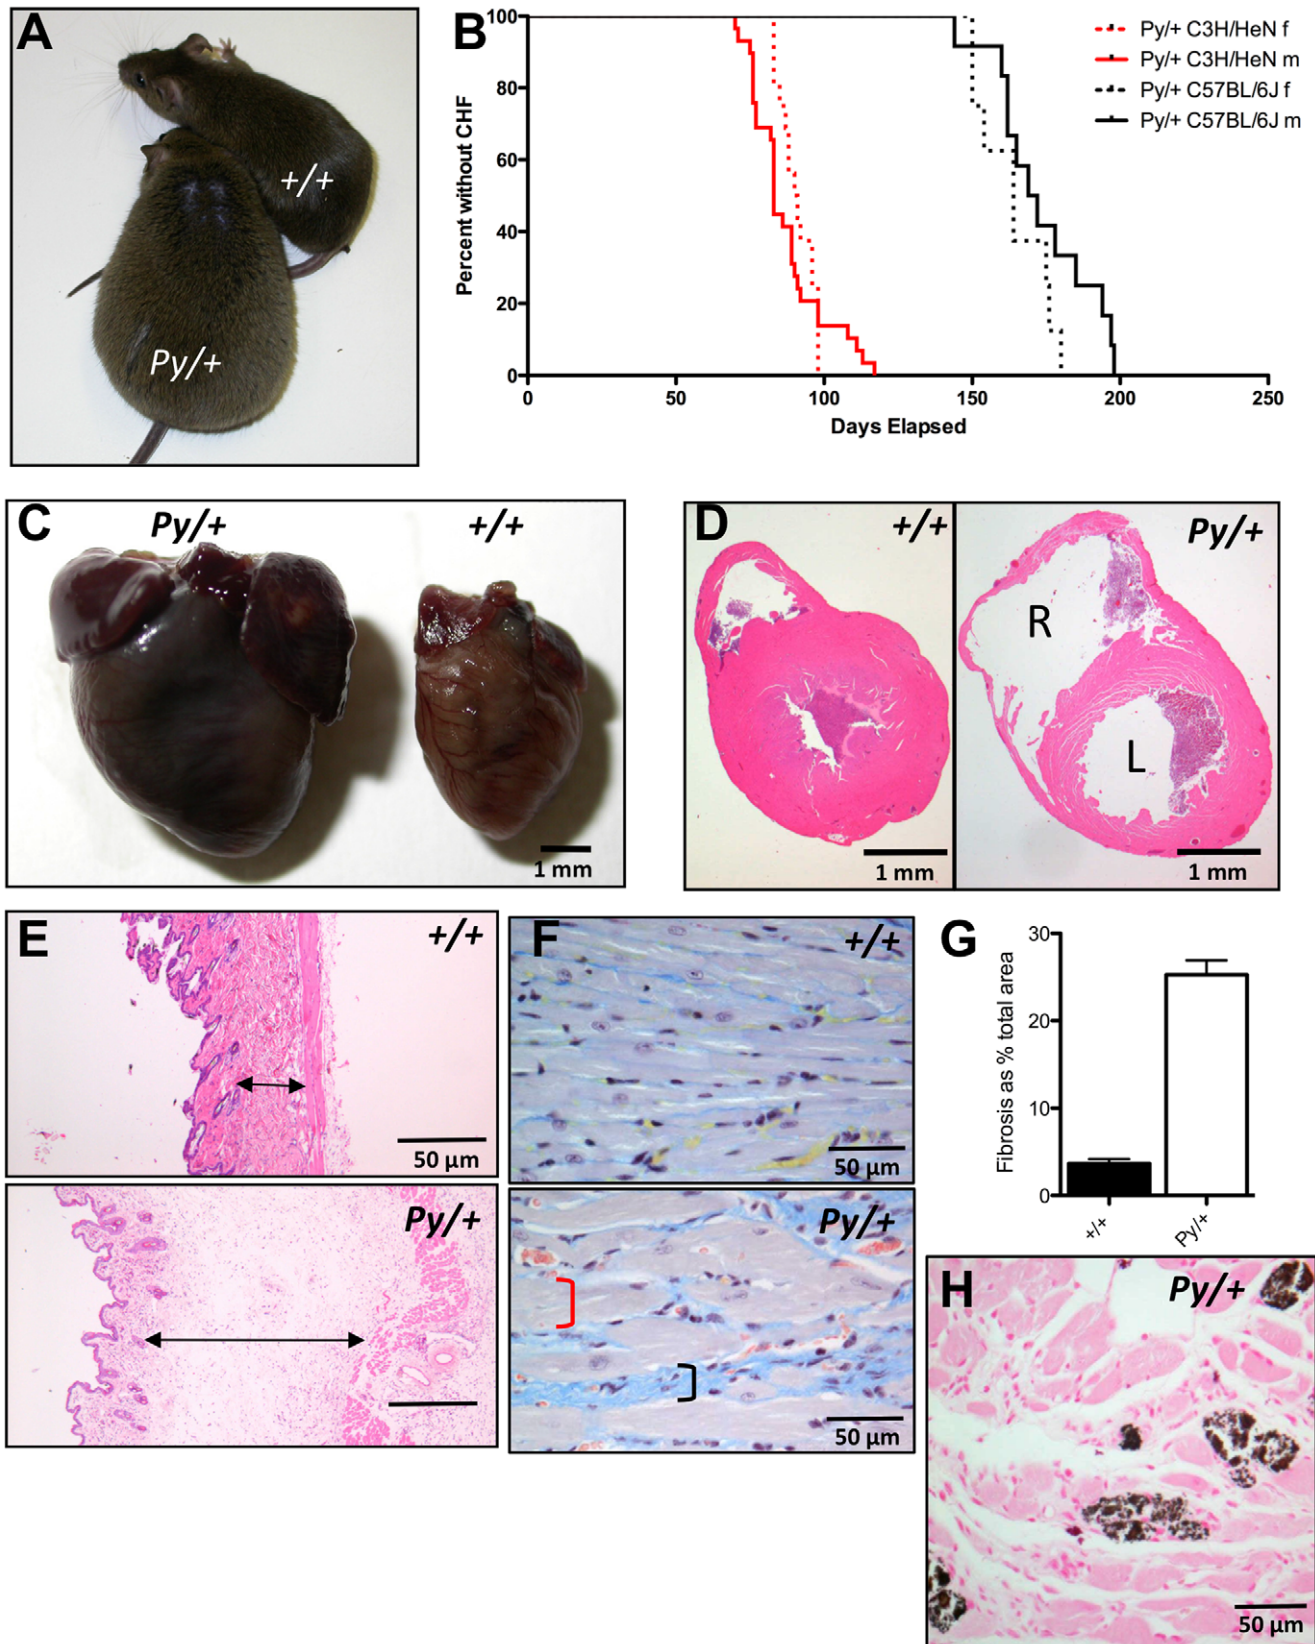 A
+/+
Py/+
B
Percent without CHF
100
80
60
40
20
0
0 50 100 150 200 250
Days Elapsed
Py/+ C3H/HeN f
Py/+ C3H/HeN m
Py/+ C57BL/6J f
Py/+ C57BL/6J m
C
Py/+
+/+
1 mm
D
+/+
1 mm
Py/+
R
L
1 mm
E
+/+
50 µm
Py/+
F
+/+
50 µm
Py/+
50 µm
G
Fibrosis as % total area
30
20
10
0
+/+
Py/+
H
Py/+
50 µm